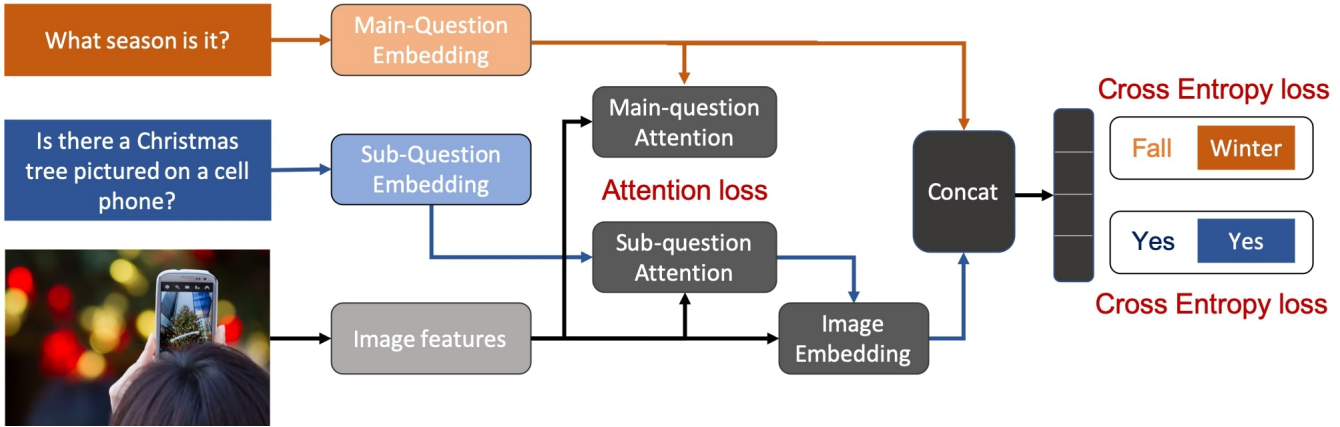 What season is it?
Main-Question
Embedding
Main-question
Attention
Is there a Christmas
tree pictured on a cell
phone?
Sub-Question
Embedding
Attention loss
Sub-question
Attention
Image features
Image
Embedding
Concat
Cross Entropy loss
Fall Winter
Yes Yes
Cross Entropy loss